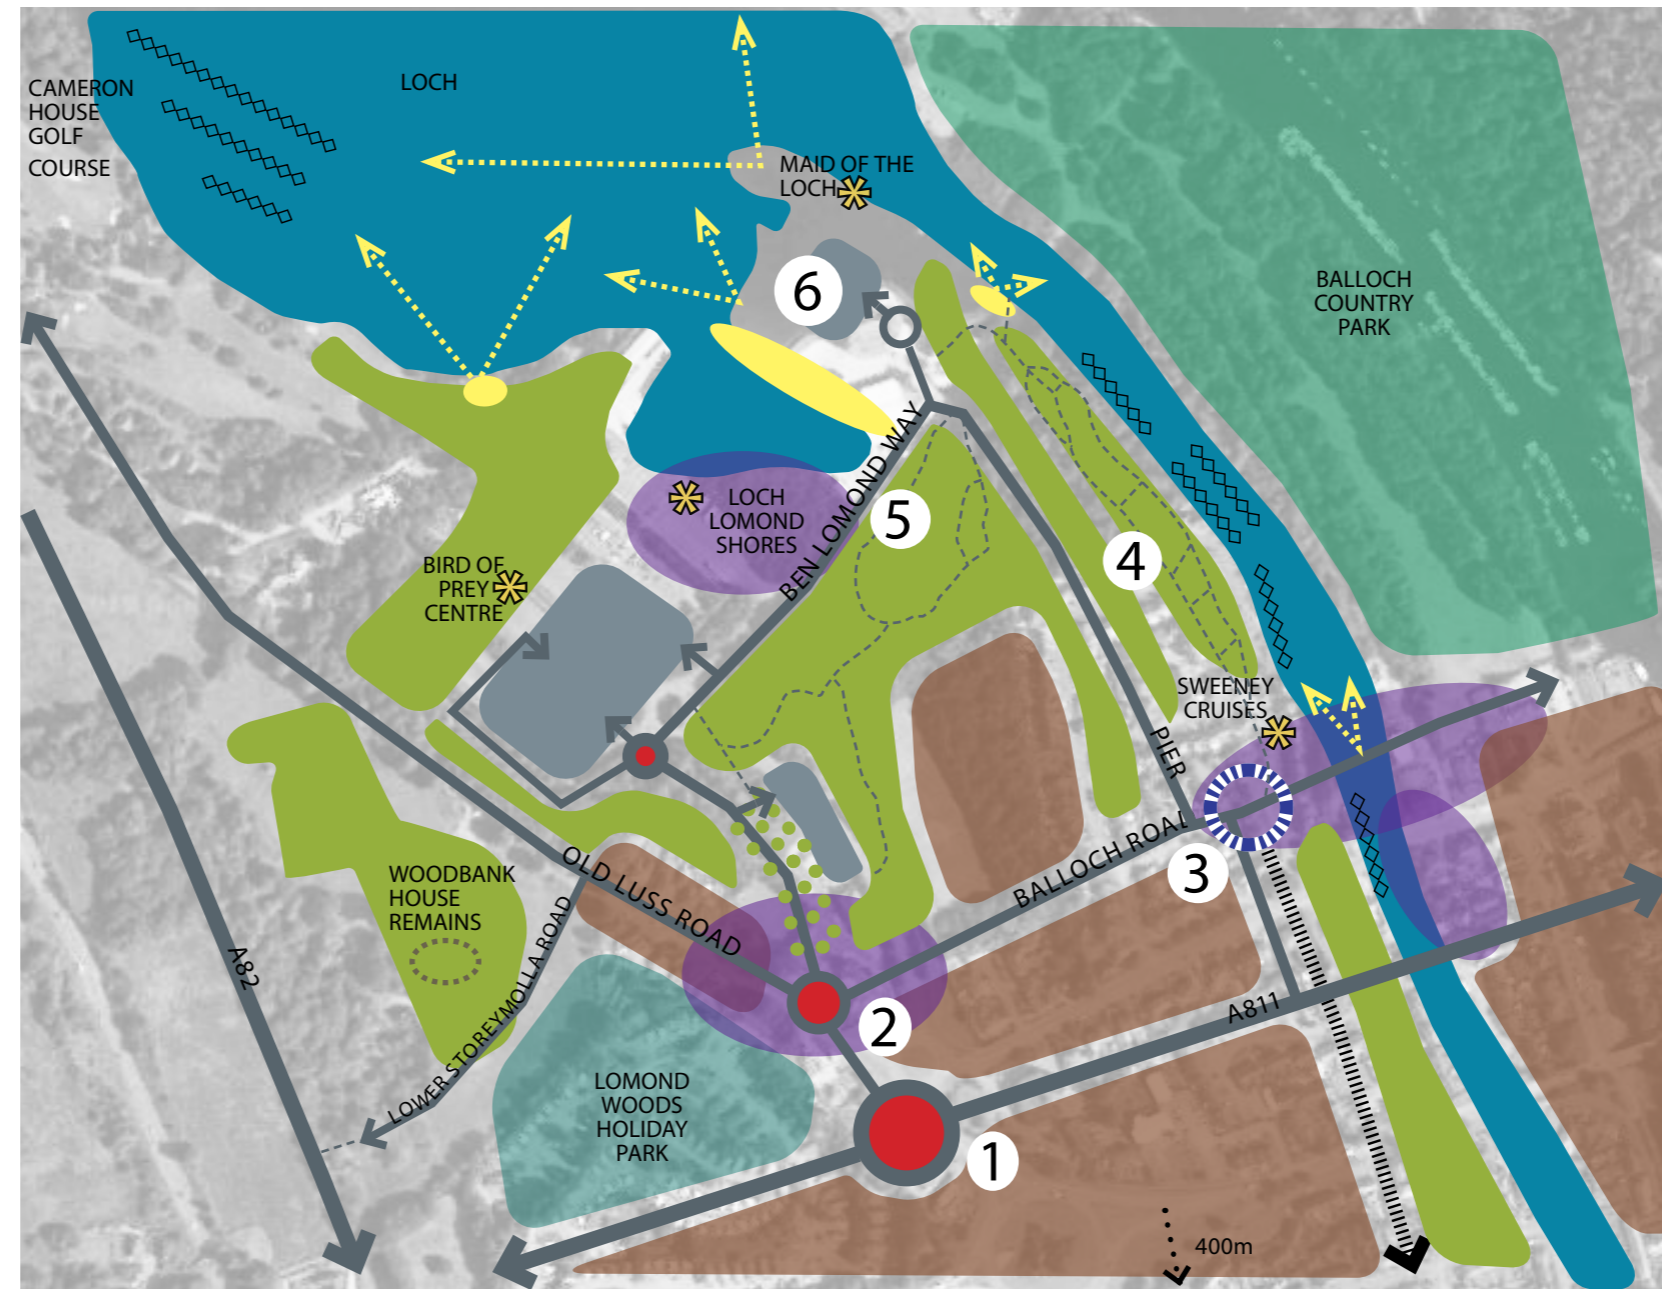 LOCH
CAMERON
HOUSE
GOLF
COURSE
MAID OF THE
LOCH
6
BALLOCH
COUNTRY
PARK
BEN LOMOND WAY
LOCH
LOMOND
SHORES
5
4
BIRD OF
PREY
CENTRE
SWEENEY
CRUISES
PIER
BALLOCH ROAD
3
OLD LUSS ROAD
WOODBANK
HOUSE
REMAINS
A82
LOWER STOREYMOLLA ROAD
2
A811
LOMOND
WOODS
HOLIDAY
PARK
1
400m